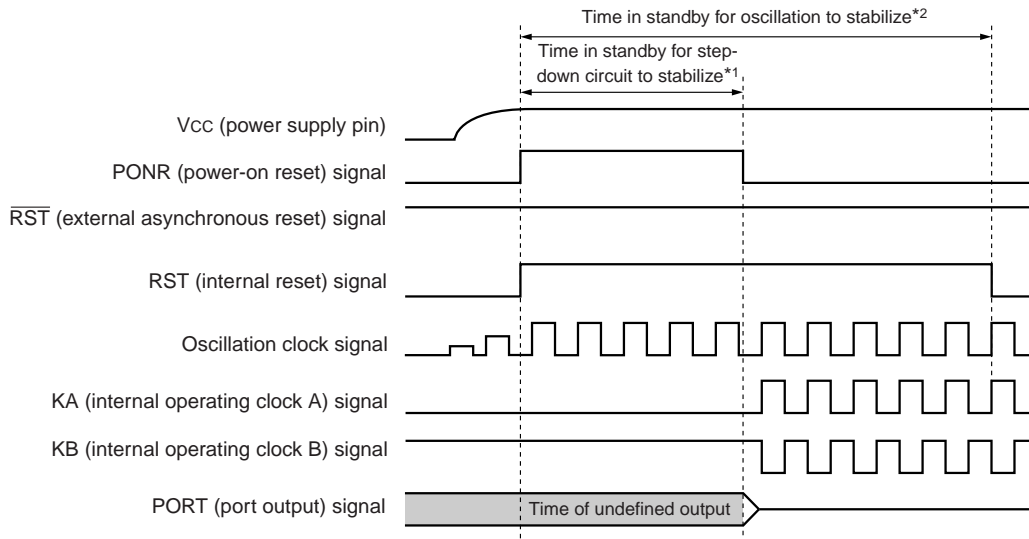 Time in standby for oscillation to stabilize*2
Time in standby for step-
down circuit to stabilize*1
VCC (power supply pin)
PONR (power-on reset) signal
RST (external asynchronous reset) signal
RST (internal reset) signal
Oscillation clock signal
KA (internal operating clock A) signal
KB (internal operating clock B) signal
PORT (port output) signal
Time of undefined output